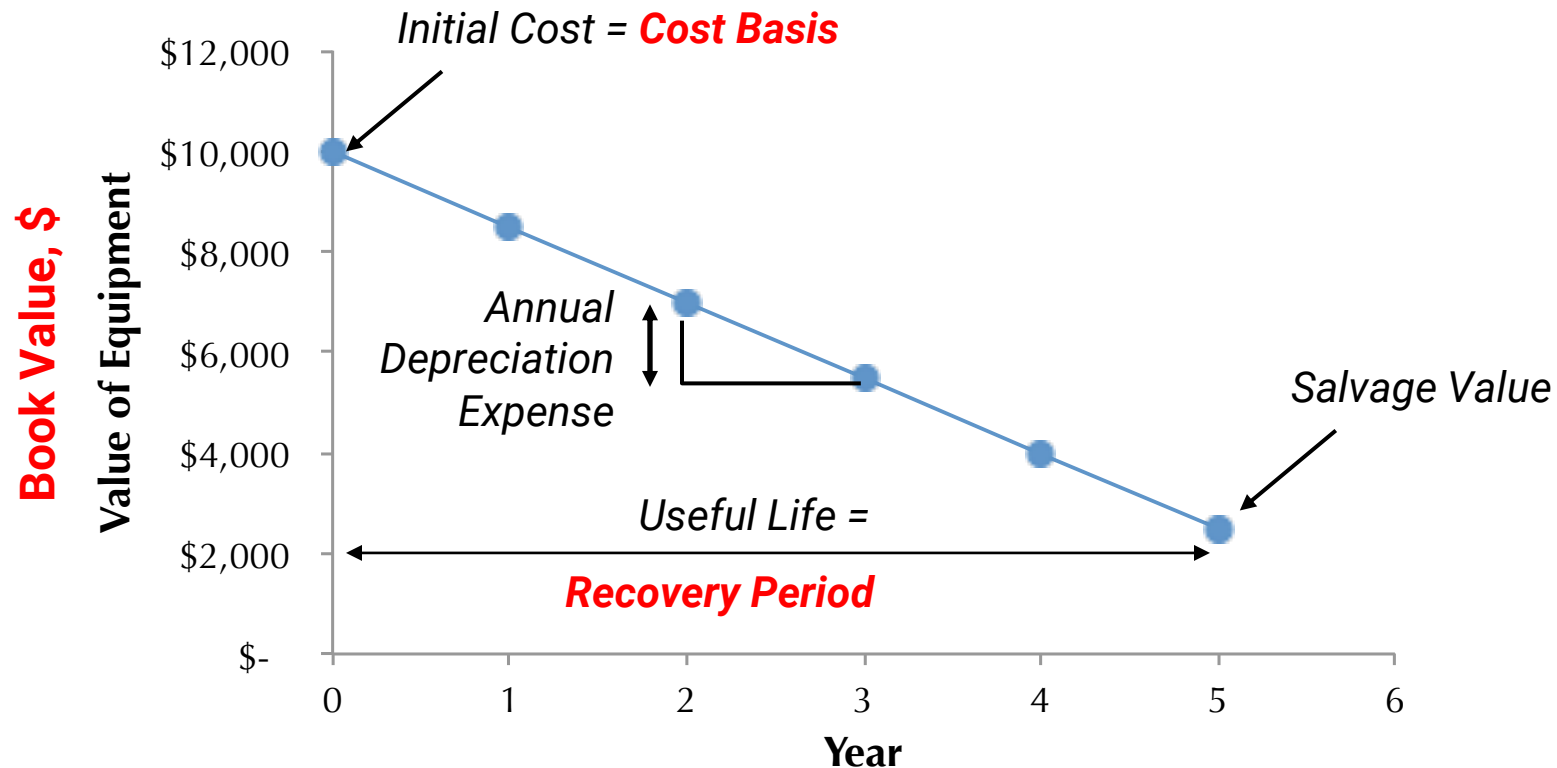 Initial Cost = Cost Basis
$12,000
$10,000
$8,000
$6,000
$4,000
$2,000
$-
Book Value, $
Value of Equipment
Annual
Depreciation
Expense
Salvage Value
Useful Life =
Recovery Period
0 1 2 3 4 5 6
Year